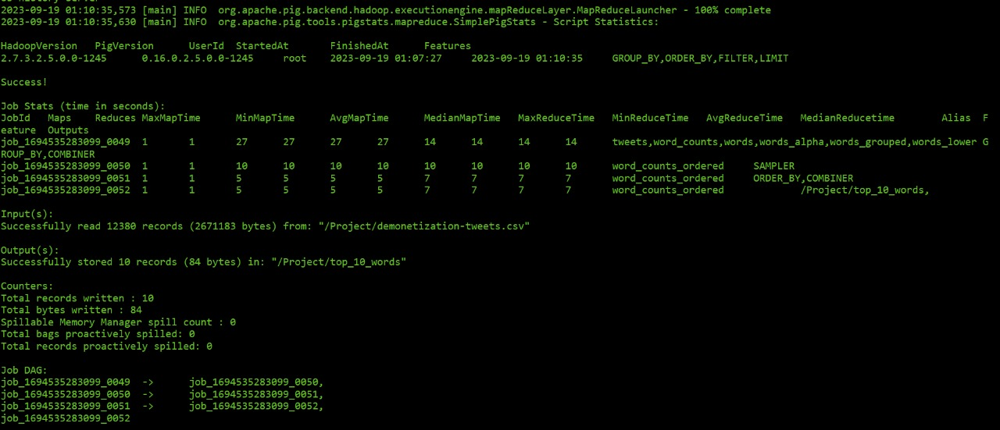 2023-09-19 01:10:35,573 [main] INFO  org.apache.pig.backend.hadoop.executionengine.mapReduceLayer.MapReduceLauncher - 100% complete
2023-09-19 01:10:35,630 [main] INFO  org.apache.pig.tools.pigstats.mapreduce.SimplePigStats - Script Statistics:
HadoopVersion PigVersion UserId StartedAt FinishedAt Features
2.7.3.2.5.0.0-1245 0.16.0.2.5.0.0-1245 root 2023-09-19 01:07:27 2023-09-19 01:10:35 GROUP_BY,ORDER_BY,FILTER,LIMIT
Success!
Job Stats (time in seconds):
JobId Maps Reduces MaxMapTime MinMapTime AvgMapTime MedianMapTime MaxReduceTime MinReduceTime AvgReduceTime MedianReducetime Alias F
eature Outputs
job_1694535283099_0049 1 1 27 27 27 27 14 14 14 14 tweets,word_counts,words,words_alpha,words_grouped,words_lower G
ROUP_BY,COMBINER
job_1694535283099_0050 1 1 10 10 10 10 10 10 10 10 word_counts_ordered SAMPLER
job_1694535283099_0051 1 1 5 5 5 5 7 7 7 7 word_counts_ordered ORDER_BY,COMBINER
job_1694535283099_0052 1 1 5 5 5 5 7 7 7 7 word_counts_ordered /Project/top_10_words,
Input(s):
Successfully read 12380 records (2671183 bytes) from: "/Project/demonetization-tweets.csv"
Output(s):
Successfully stored 10 records (84 bytes) in: "/Project/top_10_words"
Counters:
Total records written : 10
Total bytes written : 84
Spillable Memory Manager spill count : 0
Total bags proactively spilled: 0
Total records proactively spilled: 0
Job DAG:
job_1694535283099_0049 -> job_1694535283099_0050,
job_1694535283099_0050 -> job_1694535283099_0051,
job_1694535283099_0051 -> job_1694535283099_0052,
job_1694535283099_0052